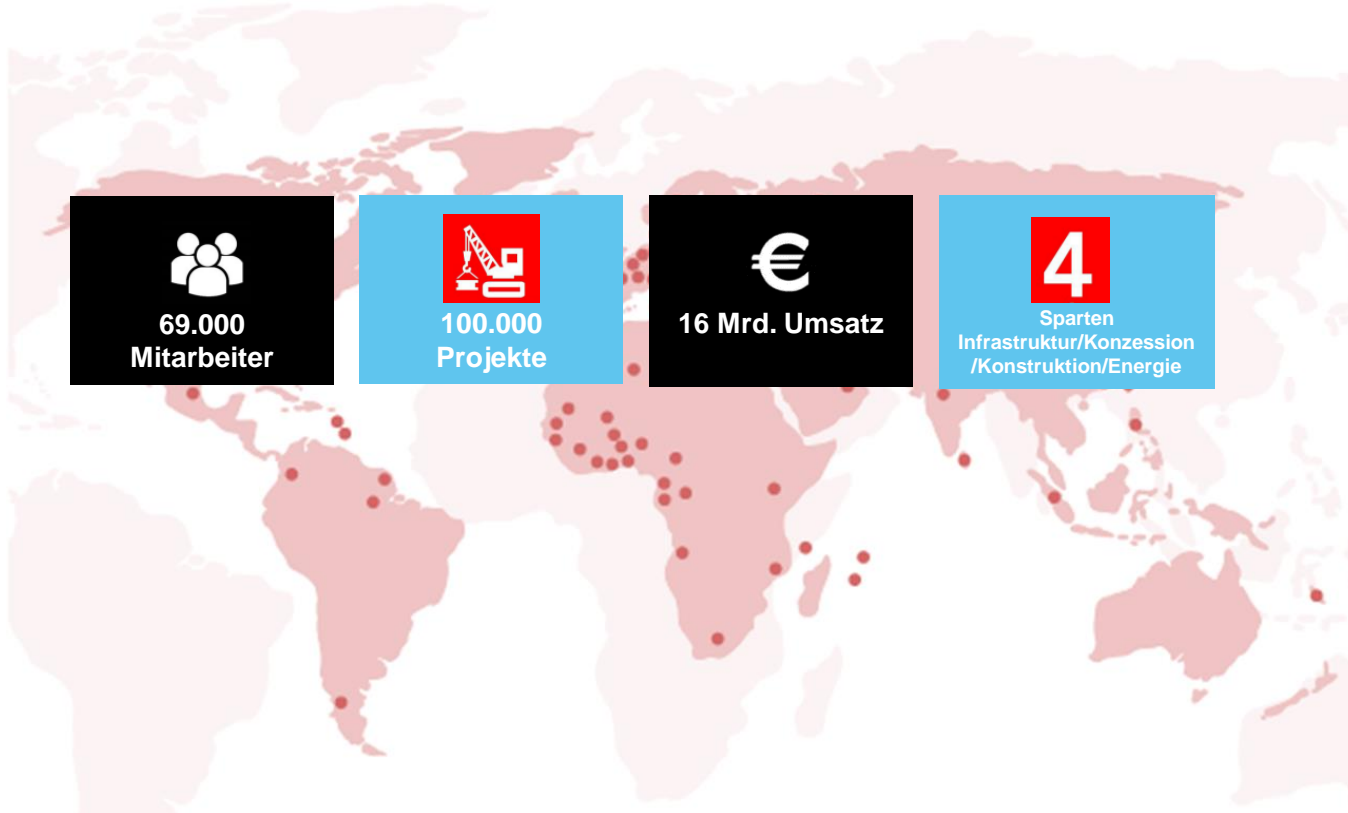 69.000
Mitarbeiter
100.000
Projekte
€
16 Mrd. Umsatz
4
Sparten
Infrastruktur/Konzession
/Konstruktion/Energie